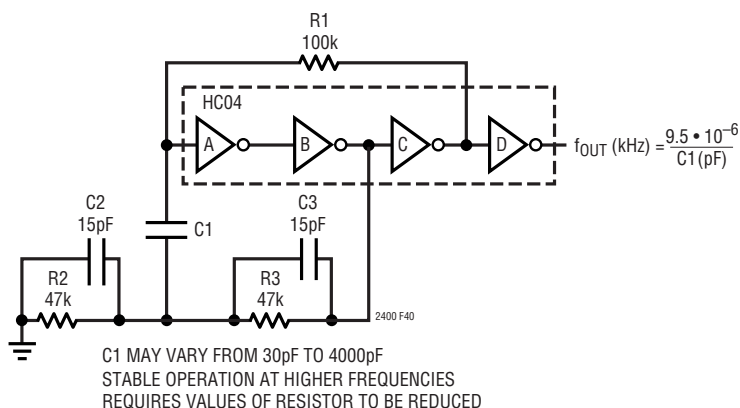 R1
100k
HC04
A
B
C
D
f_OUT (kHz) = 9.5 • 10⁻⁶
C1(pF)
C2
15pF
C3
15pF
C1
R2
47k
R3
47k
2400 F40
C1 MAY VARY FROM 30pF TO 4000pF
STABLE OPERATION AT HIGHER FREQUENCIES
REQUIRES VALUES OF RESISTOR TO BE REDUCED